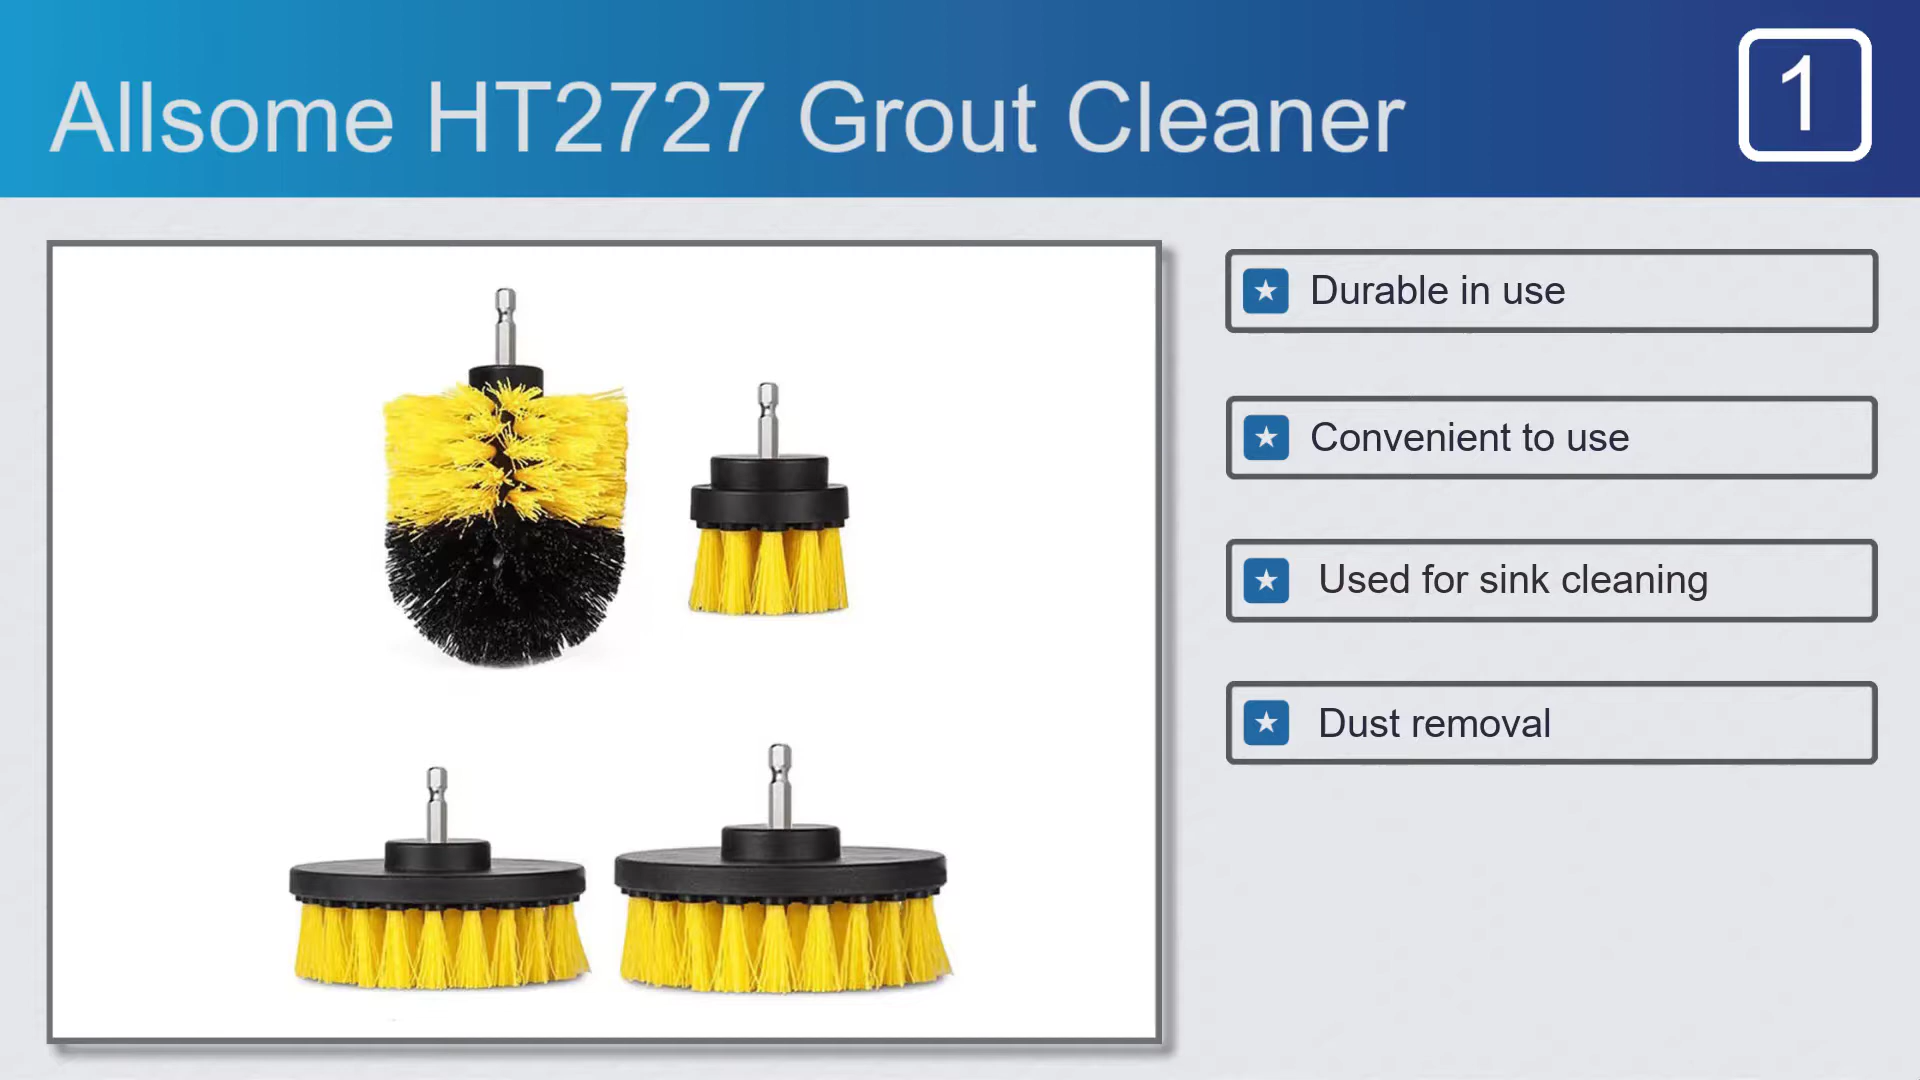 Allsome HT2727 Grout Cleaner
1
Durable in use
Convenient to use
Used for sink cleaning
Dust removal